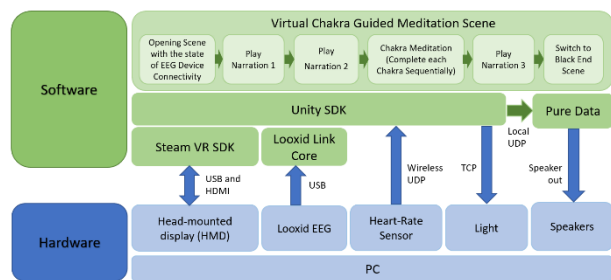 Virtual Chakra Guided Meditation Scene
Opening Scene
with the state
of EEG Device
Connectivity
Play
Narration 1
Play
Narration 2
Chakra Meditation
(Complete each
Chakra Sequentially)
Play
Narration 3
Switch to
Black End
Scene
Software
Unity SDK
Pure Data
Local
UDP
Steam VR SDK
Looxid Link
Core
USB and
HDMI
USB
Wireless
UDP
TCP
Speaker
out
Hardware
Head-mounted
display (HMD)
Looxid EEG
Heart-Rate
Sensor
Light
Speakers
PC